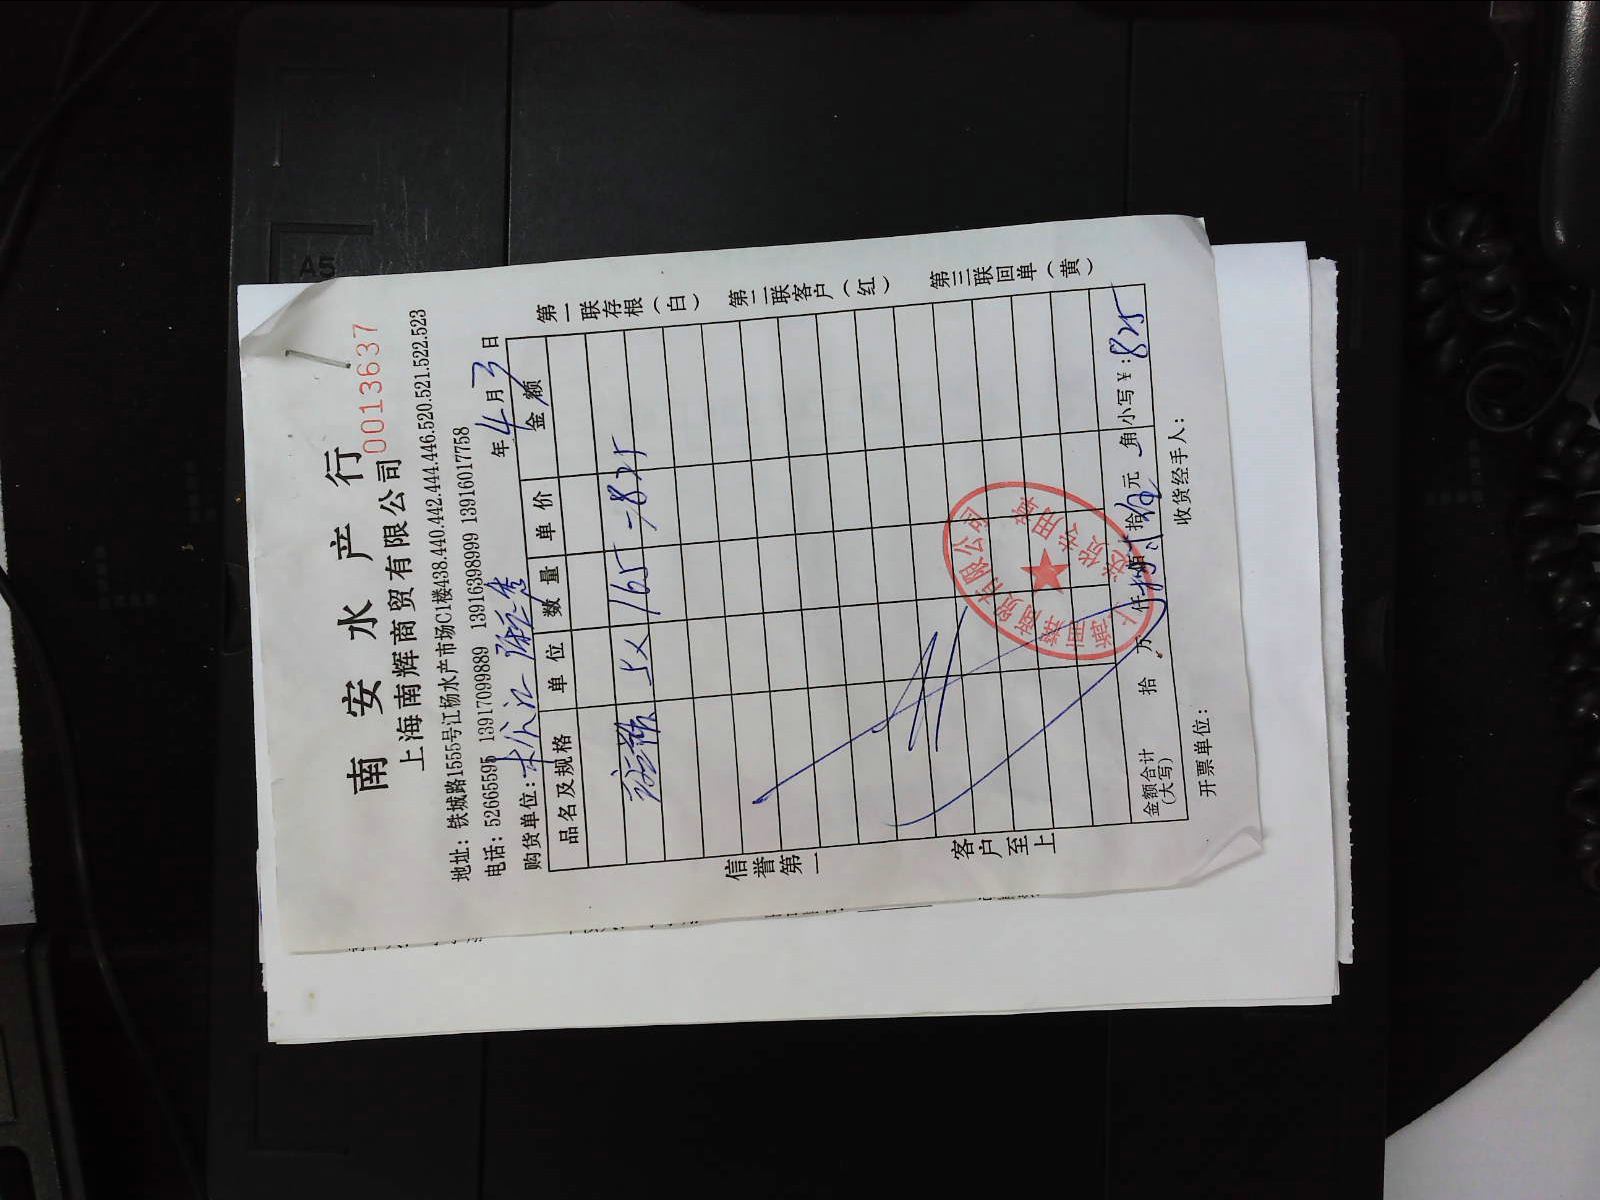 南安水产行
0013637
上海南辉商贸有限公司
地址：铁城路1555号江杨水产市场C1楼438.440.442.444.446.520.521.522.523
电话：52665595 13917099889 13916398999 13916017758
购货单位：松江 年4月3日
品名及规格 单位 数量 单价 金额
165 =825
第一联存根（白） 第二联客户（红） 第三联回单（黄）
信誉第一 客户至上
金额合计（大写） 拾 万 仟 佰 拾 元 角 小写￥：825
开票单位： 收货经手人：
A5